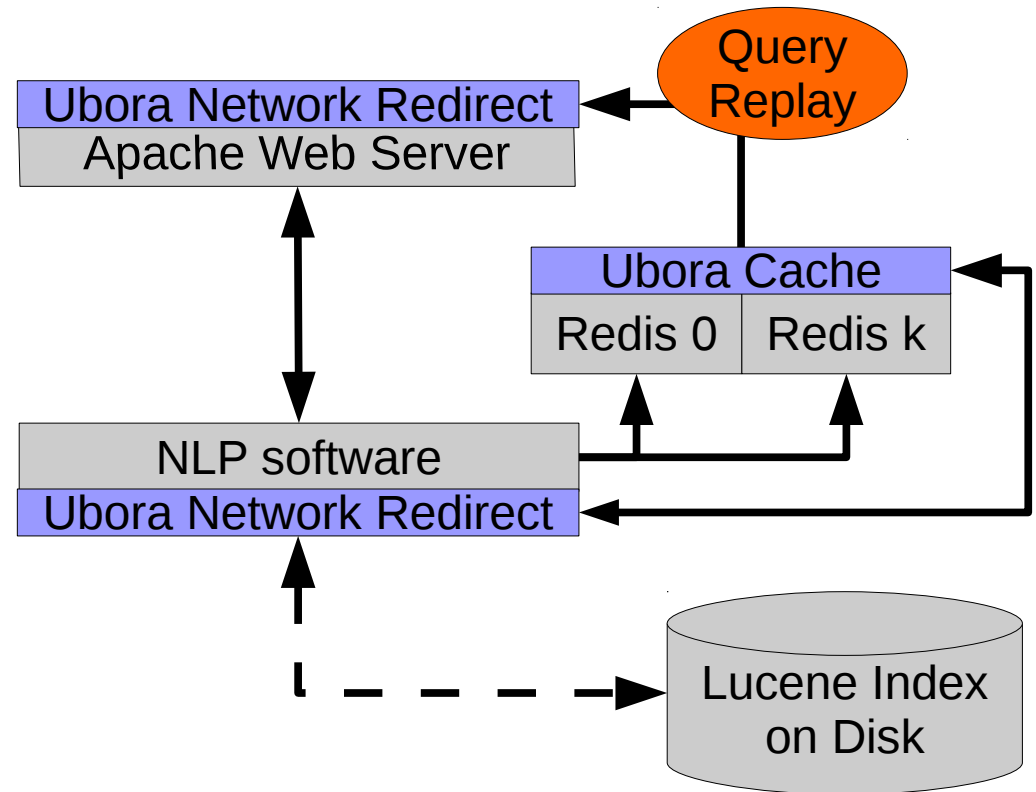 Query
Replay
Ubora Network Redirect
Apache Web Server
Ubora Cache
Redis 0
Redis k
NLP software
Ubora Network Redirect
Lucene Index
on Disk